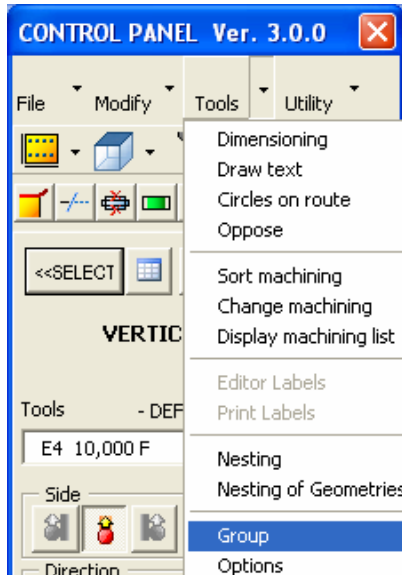 CONTROL PANEL Ver. 3.0.0
File Modify Tools Utility
Dimensioning
Draw text
Circles on route
Oppose
<<SELECT
Sort machining
Change machining
VERTIC
Display machining list
Editor Labels
Tools - DEF
Print Labels
E4 10,000 F
Nesting
Nesting of Geometries
Side
Group
Options
Direction